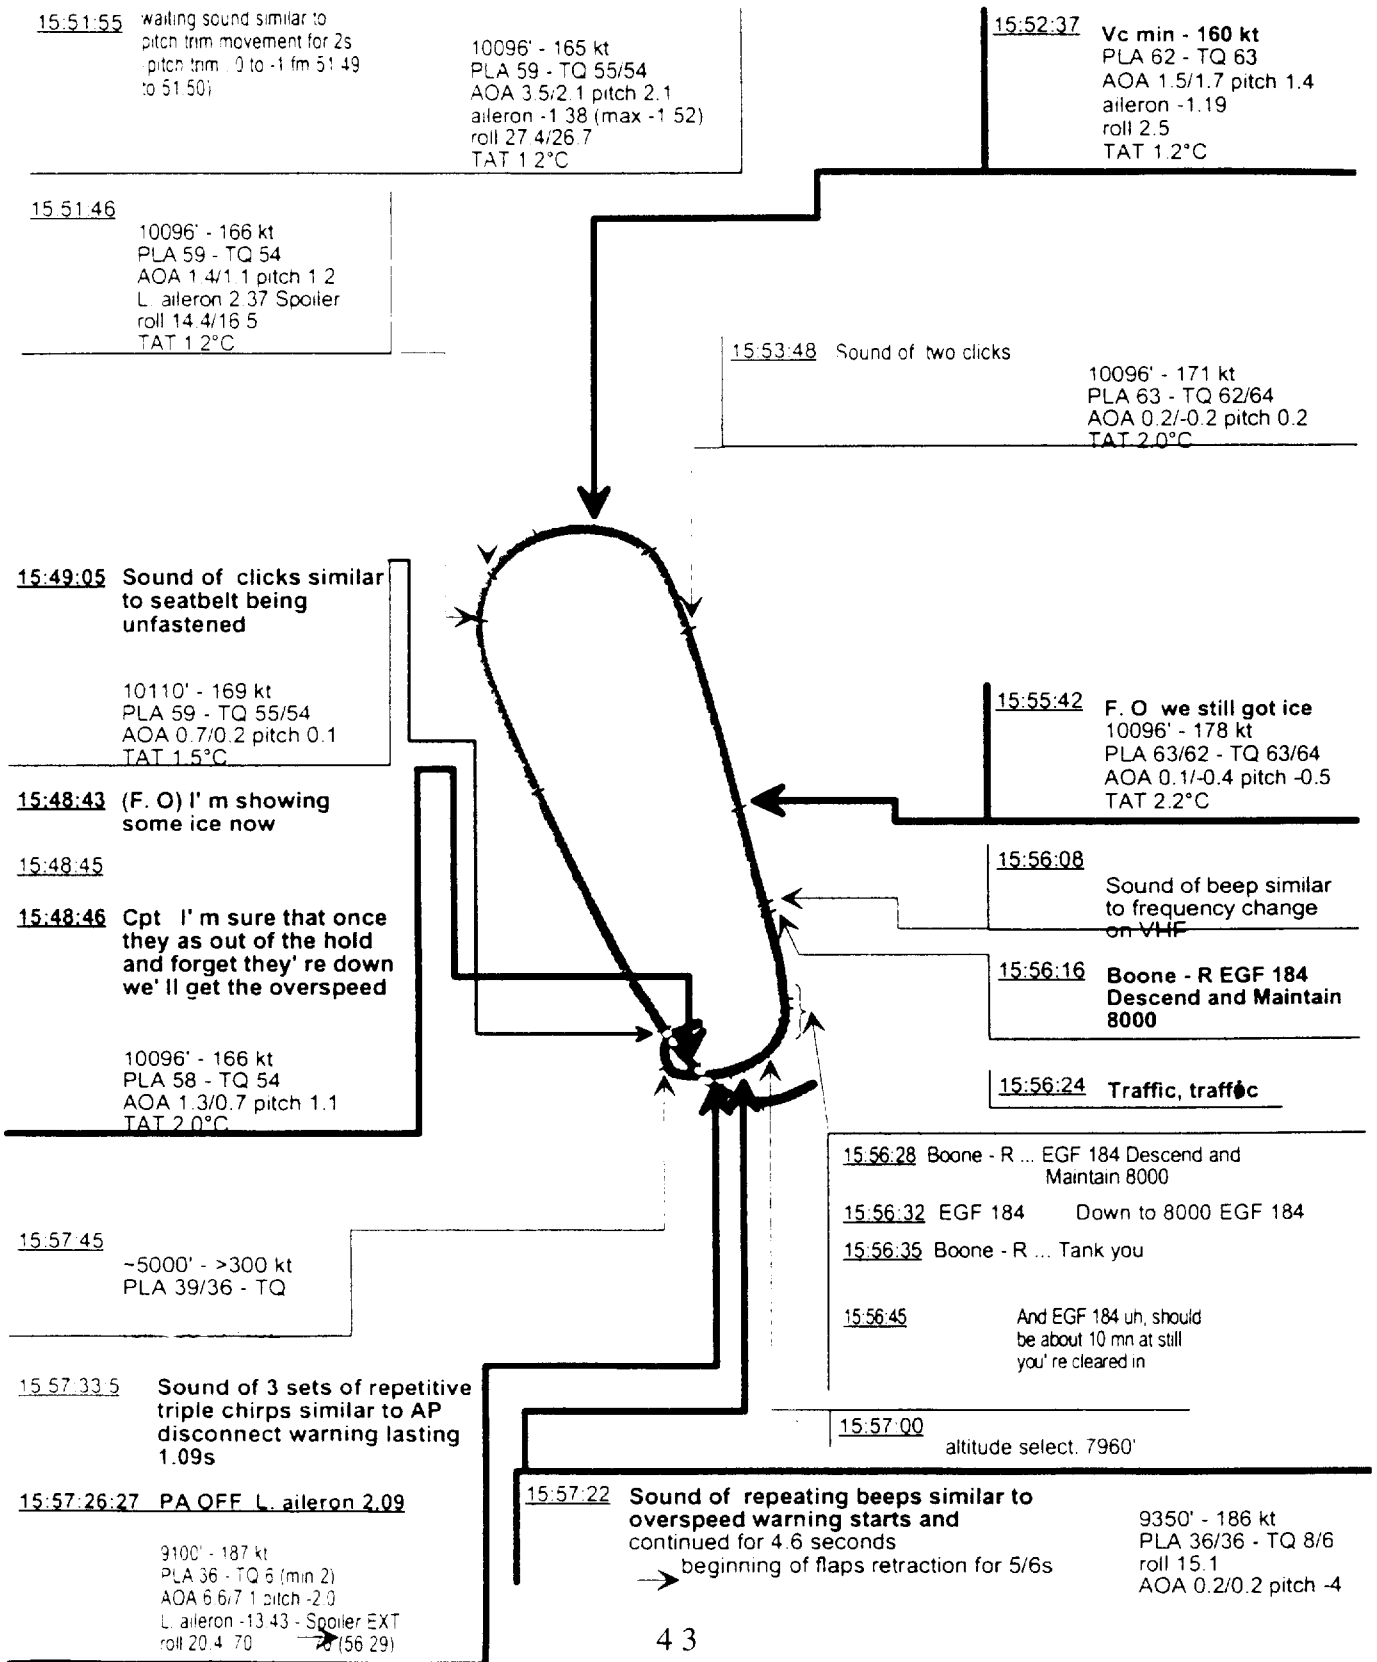 15:51:55 wailing sound similar to
pitch trim movement for 2s
pitch trim . 0 to -1 fm 51 49
to 51.50)
10096' - 165 kt
PLA 59 - TQ 55/54
AOA 3.5/2.1 pitch 2.1
aileron -1 38 (max -1 52)
roll 27.4/26.7
TAT 1 2°C
15:52:37 Vc min - 160 kt
PLA 62 - TQ 63
AOA 1.5/1.7 pitch 1.4
aileron -1.19
roll 2.5
TAT 1.2°C
15:51:46
10096' - 166 kt
PLA 59 - TQ 54
AOA 1.4/1.1 pitch 1 2
L. aileron 2.37 Spoiler
roll 14.4/16 5
TAT 1 2°C
15:53:48 Sound of two clicks
10096' - 171 kt
PLA 63 - TQ 62/64
AOA 0.2/-0.2 pitch 0.2
TAT 2.0°C
15:49:05 Sound of clicks similar
to seatbelt being
unfastened
10110' - 169 kt
PLA 59 - TQ 55/54
AOA 0.7/0.2 pitch 0.1
TAT 1.5°C
15:48:43 (F. O) I' m showing
some ice now
15:48:45
15:48:46 Cpt I' m sure that once
they as out of the hold
and forget they' re down
we' ll get the overspeed
10096' - 166 kt
PLA 58 - TQ 54
AOA 1.3/0.7 pitch 1.1
TAT 2.0°C
15:55:42 F. O we still got ice
10096' - 178 kt
PLA 63/62 - TQ 63/64
AOA 0.1/-0.4 pitch -0.5
TAT 2.2°C
15:56:08
Sound of beep similar
to frequency change
on VHF
15:56:16 Boone - R EGF 184
Descend and Maintain
8000
15:56:24 Traffic, traffic
15:56:28 Boone - R ... EGF 184 Descend and
Maintain 8000
15:56:32 EGF 184 Down to 8000 EGF 184
15:56:35 Boone - R ... Tank you
15:56:45 And EGF 184 uh, should
be about 10 mn at still
you' re cleared in
15:57:00
altitude select. 7960'
15:57:45
~5000' - >300 kt
PLA 39/36 - TQ
15 57:33:5 Sound of 3 sets of repetitive
triple chirps similar to AP
disconnect warning lasting
1.09s
15:57:26:27 PA OFF L. aileron 2.09
9100' - 187 kt
PLA 36 - TQ 6 (min 2)
AOA 6.6/7 1 pitch -2.0
L. aileron -13.43 - Spoiler EXT
roll 20.4 70 70 (56 29)
15:57:22 Sound of repeating beeps similar to
overspeed warning starts and
continued for 4.6 seconds
beginning of flaps retraction for 5/6s
9350' - 186 kt
PLA 36/36 - TQ 8/6
roll 15.1
AOA 0.2/0.2 pitch -4
43